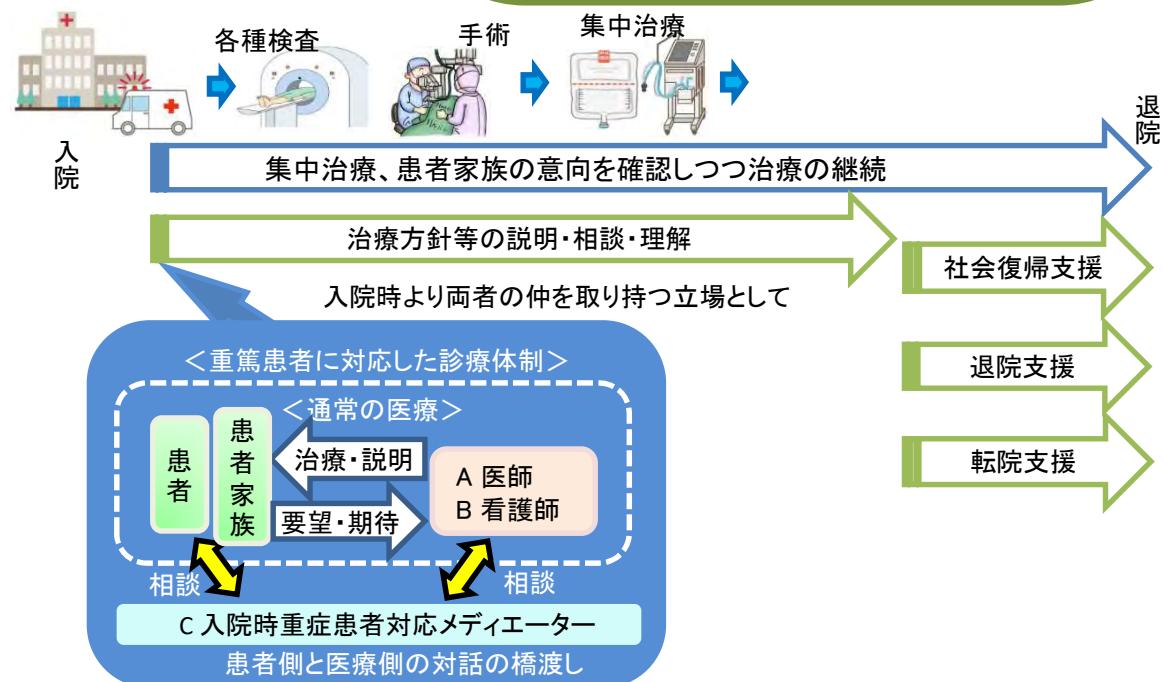 各種検査
手術
集中治療
入院
退院
集中治療、患者家族の意向を確認しつつ治療の継続
治療方針等の説明・相談・理解
社会復帰支援
入院時より両者の仲を取り持つ立場として
退院支援
転院支援
＜重篤患者に対応した診療体制＞
＜通常の医療＞
患者
患者家族
治療・説明
要望・期待
A 医師
B 看護師
相談
相談
C 入院時重症患者対応メディエーター
患者側と医療側の対話の橋渡し